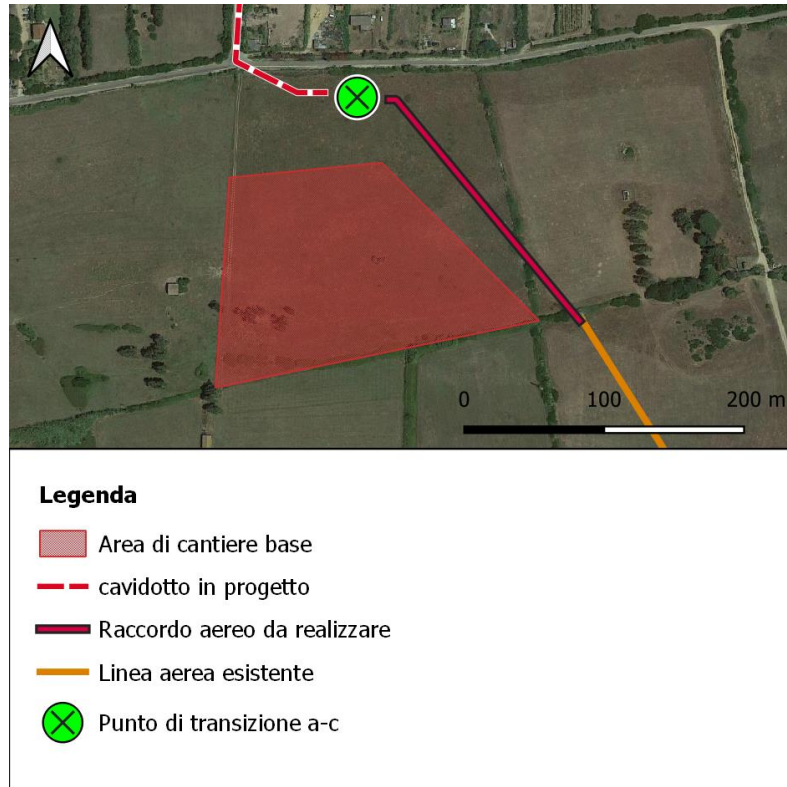 0 100 200 m
Legenda
Area di cantiere base
cavidotto in progetto
Raccordo aereo da realizzare
Linea aerea esistente
Punto di transizione a-c